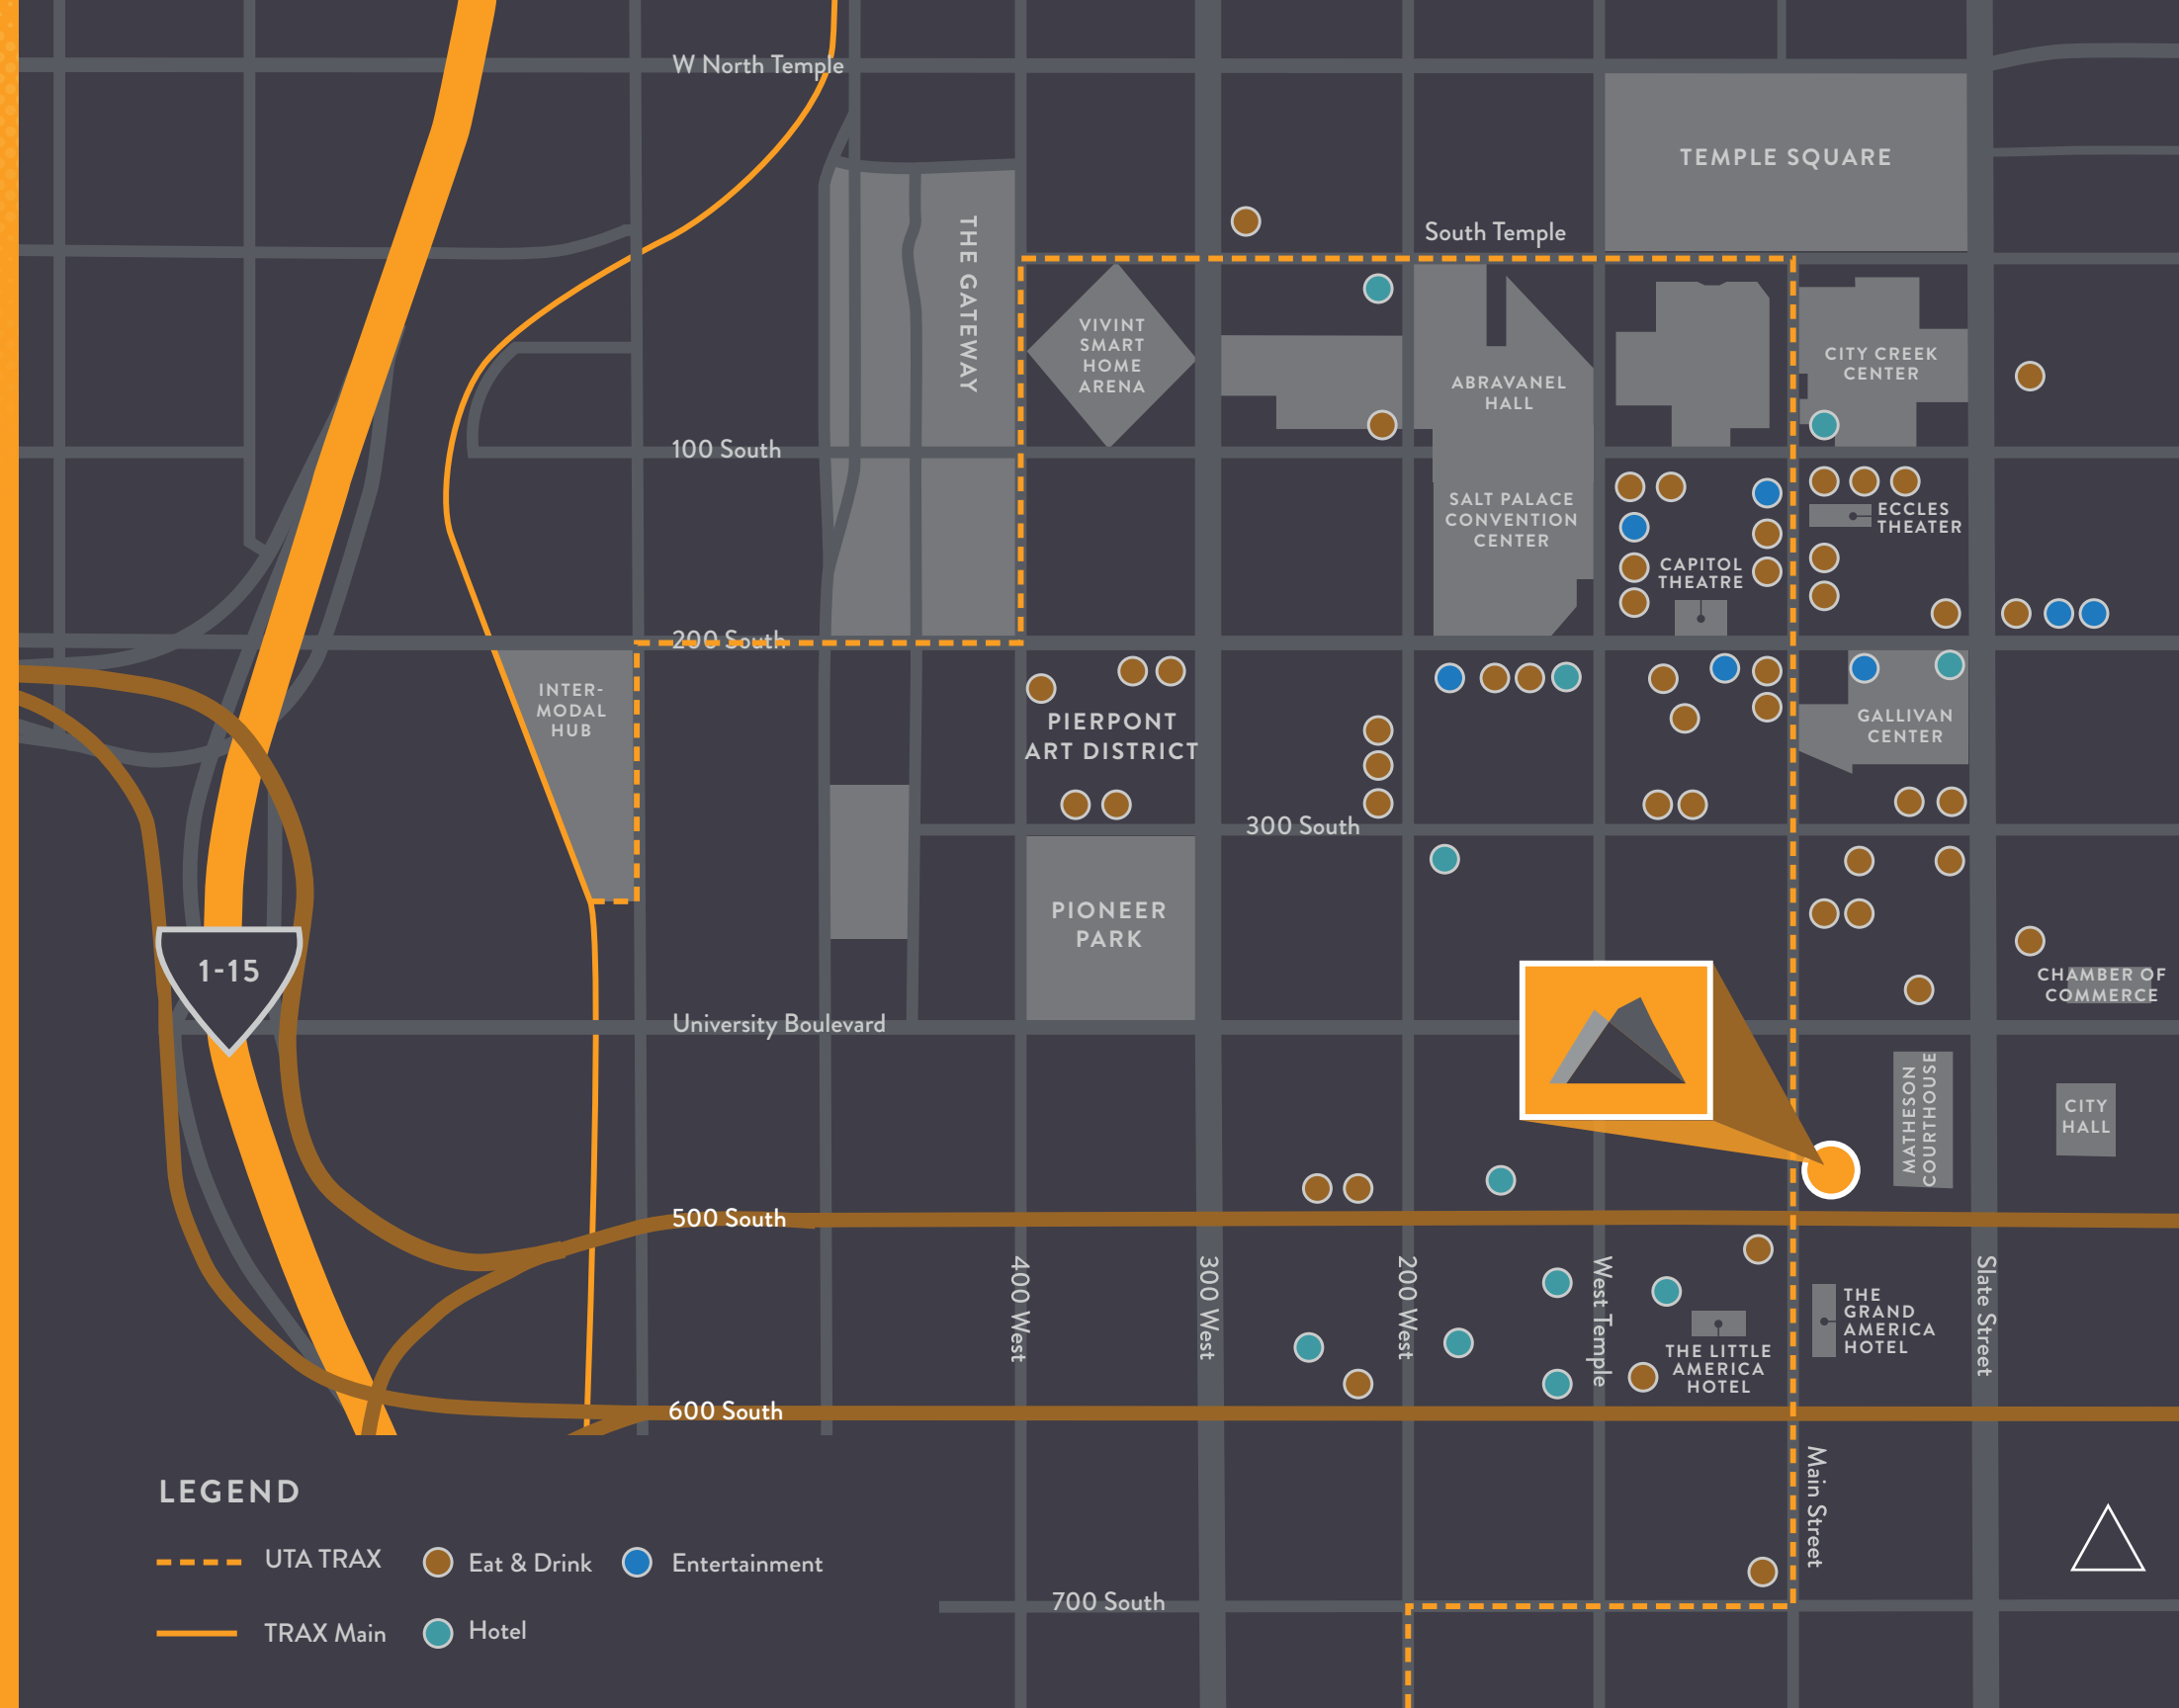 W North Temple
TEMPLE SQUARE
South Temple
THE GATEWAY
VIVINT
SMART
HOME
ARENA
ABRAVANEL
HALL
CITY CREEK
CENTER
100 South
SALT PALACE
CONVENTION
CENTER
ECCLES
THEATER
CAPITOL
THEATRE
200 South
INTER-
MODAL
HUB
PIERPONT
ART DISTRICT
GALLIVAN
CENTER
300 South
PIONEER
PARK
1-15
CHAMBER OF
COMMERCE
University Boulevard
MATHESON
COURTHOUSE
CITY
HALL
500 South
400 West
300 West
200 West
West Temple
Slate Street
THE
GRAND
AMERICA
HOTEL
THE LITTLE
AMERICA
HOTEL
600 South
Main Street
LEGEND
UTA TRAX
Eat & Drink
Entertainment
TRAX Main
Hotel
700 South